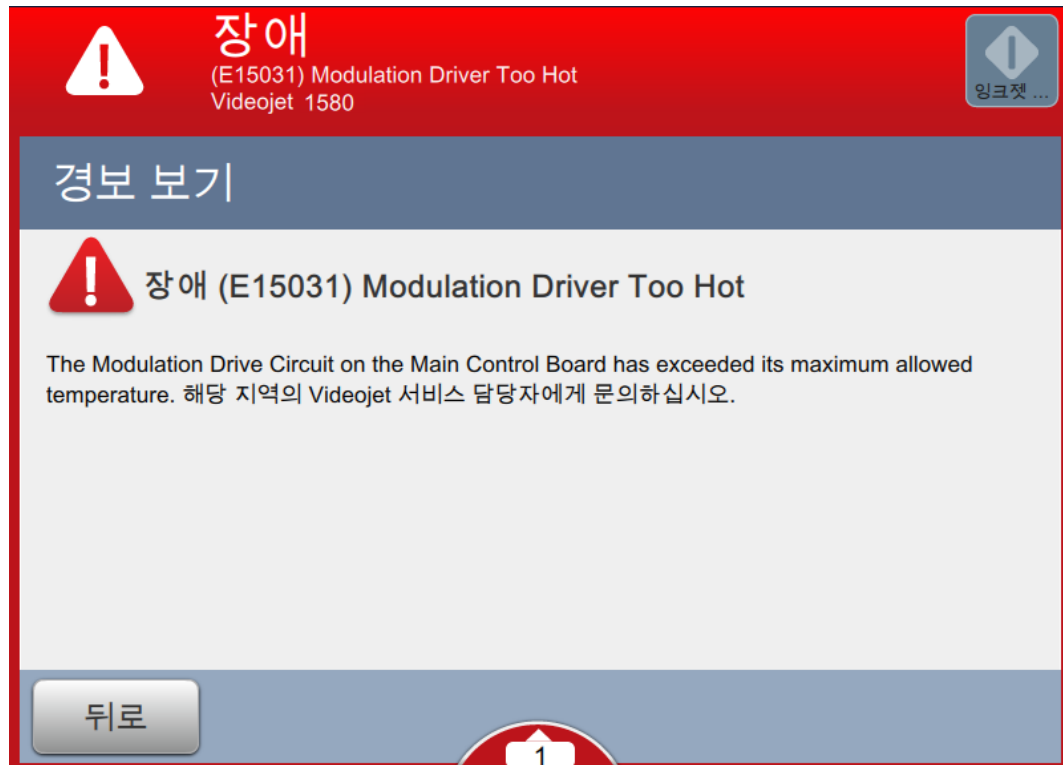 장애
(E15031) Modulation Driver Too Hot
Videojet 1580
잉크젯 ...
경보 보기
장애 (E15031) Modulation Driver Too Hot
The Modulation Drive Circuit on the Main Control Board has exceeded its maximum allowed
temperature. 해당 지역의 Videojet 서비스 담당자에게 문의하십시오.
뒤로
1